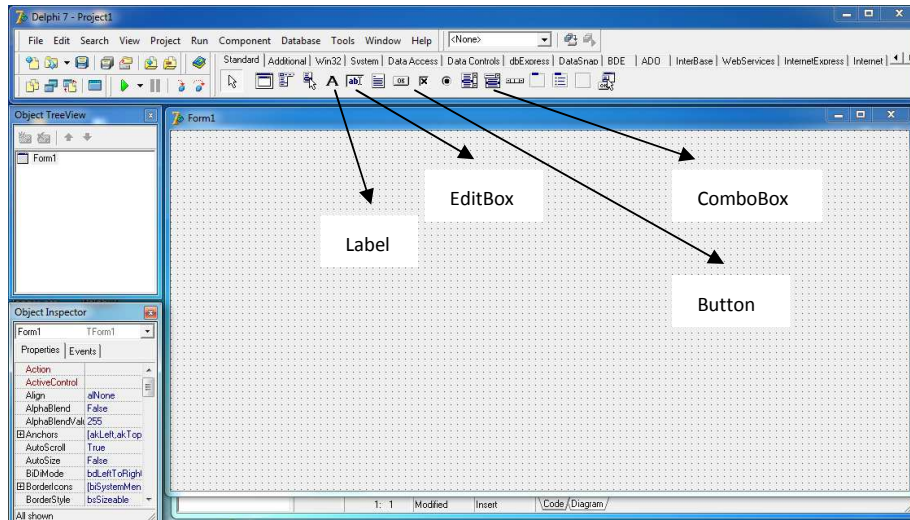 Delphi 7 - Project1
File Edit Search View Project Run Component Database Tools Window Help <None>
Standard Additional Win32 System Data Access Data Controls dbExpress DataSnap BDE ADO InterBase WebServices InternetExpress Internet
Object TreeView
Form1
Form1
EditBox
ComboBox
Label
Button
Object Inspector
Form1 TForm1
Properties Events
Action
ActiveControl
Align alNone
AlphaBlend False
AlphaBlendValu 255
Anchors [akLeft,akTop
AutoScroll True
AutoSize False
BiDiMode bdLeftToRight
BorderIcons [biSystemMen
BorderStyle bsSizeable
All shown
1: 1 Modified Insert Code Diagram